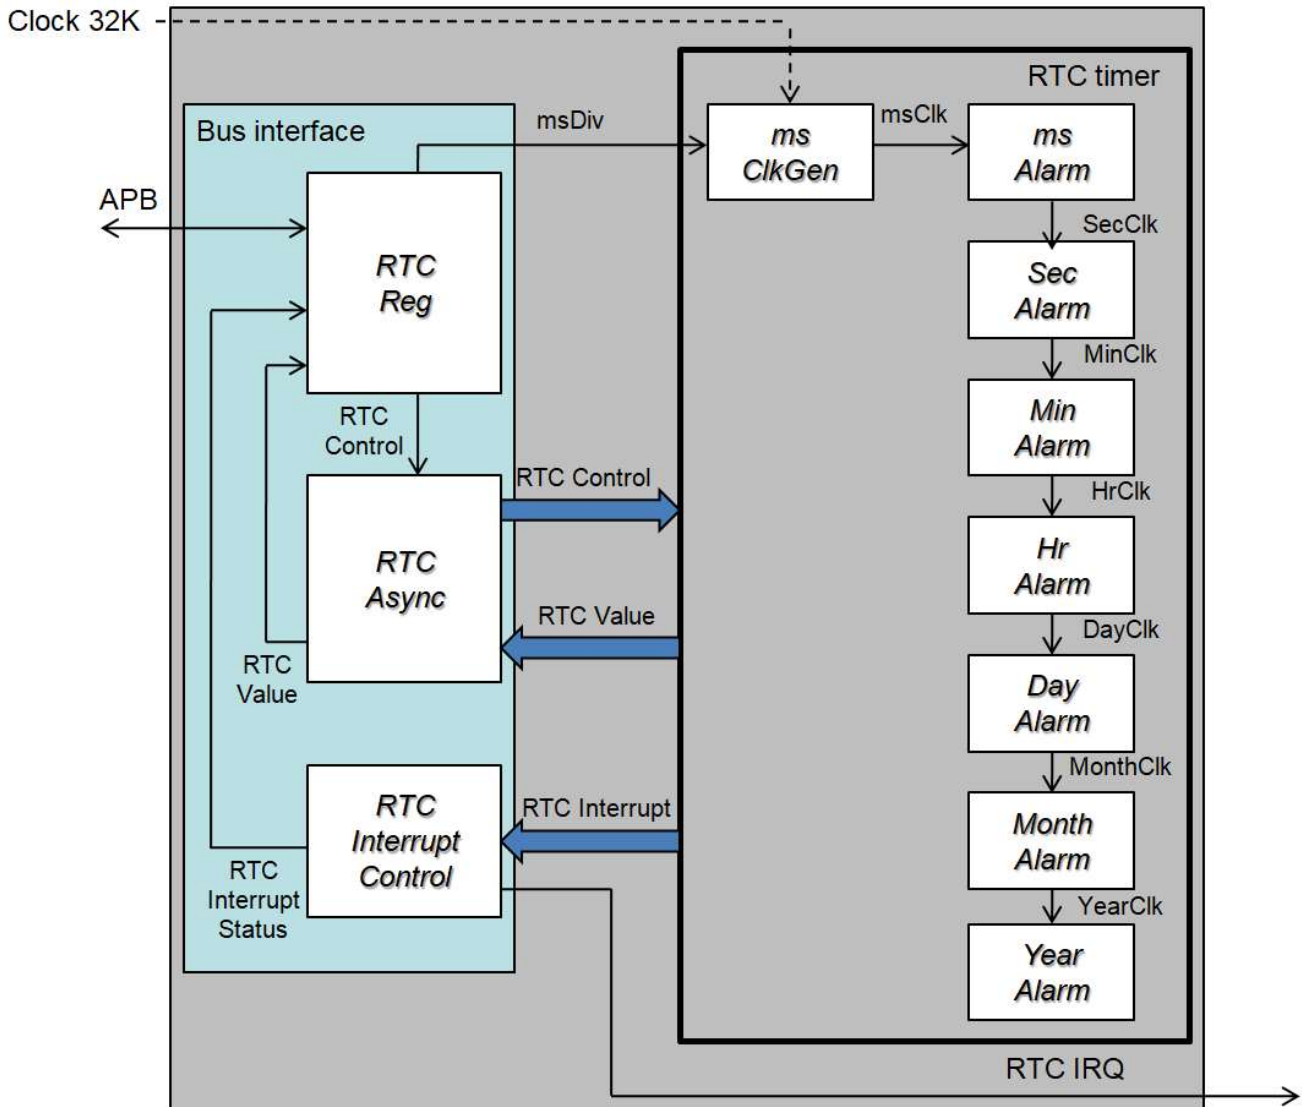 Clock 32K
RTC timer
Bus interface
msDiv
ms
ClkGen
msClk
ms
Alarm
APB
RTC
Reg
SecClk
Sec
Alarm
MinClk
RTC
Control
Min
Alarm
RTC Control
HrClk
RTC
Async
Hr
Alarm
RTC Value
DayClk
RTC
Value
Day
Alarm
MonthClk
RTC
Interrupt
Control
RTC Interrupt
Month
Alarm
RTC
Interrupt
Status
YearClk
Year
Alarm
RTC IRQ